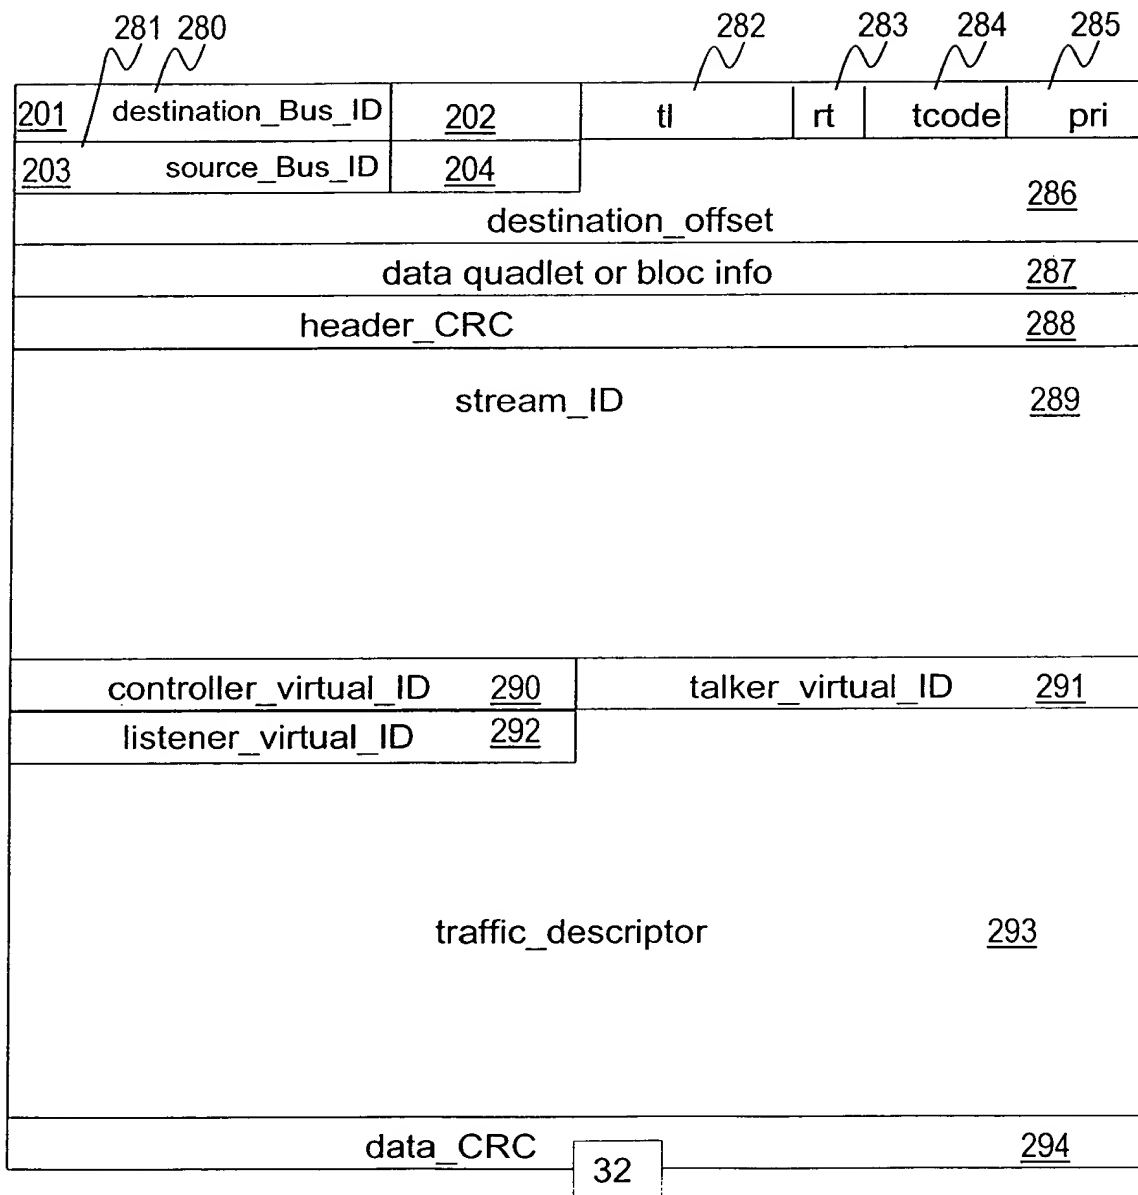 281 280 282 283 284 285
201 destination_Bus_ID 202 tl rt tcode pri
203 source_Bus_ID 204
286
destination_offset
data quadlet or bloc info 287
header_CRC 288
stream_ID 289
controller_virtual_ID 290 talker_virtual_ID 291
listener_virtual_ID 292
traffic_descriptor 293
data_CRC 294
32